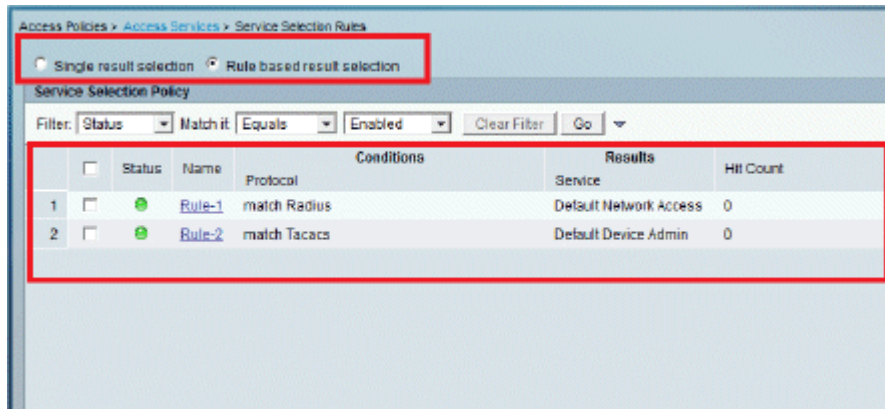 Access Policies > Access Services > Service Selection Rules
Single result selection Rule based result selection
Service Selection Policy
Filter: Status Match if: Equals Enabled Clear Filter Go
Status Name Conditions Results Hit Count
Protocol Service
1 Rule-1 match Radius Default Network Access 0
2 Rule-2 match Tacacs Default Device Admin 0